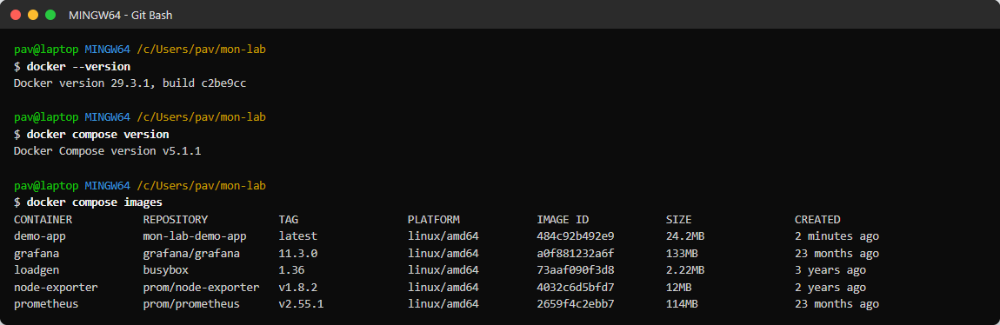 MINGW64 - Git Bash
pav@laptop MINGW64 /c/Users/pav/mon-lab
$ docker --version
Docker version 29.3.1, build c2be9cc
pav@laptop MINGW64 /c/Users/pav/mon-lab
$ docker compose version
Docker Compose version v5.1.1
pav@laptop MINGW64 /c/Users/pav/mon-lab
$ docker compose images
CONTAINER REPOSITORY TAG PLATFORM IMAGE ID SIZE CREATED
demo-app mon-lab-demo-app latest linux/amd64 484c92b492e9 24.2MB 2 minutes ago
grafana grafana/grafana 11.3.0 linux/amd64 a0f881232a6f 133MB 23 months ago
loadgen busybox 1.36 linux/amd64 73aaf090f3d8 2.22MB 3 years ago
node-exporter prom/node-exporter v1.8.2 linux/amd64 4032c6d5bfd7 12MB 2 years ago
prometheus prom/prometheus v2.55.1 linux/amd64 2659f4c2ebb7 114MB 23 months ago